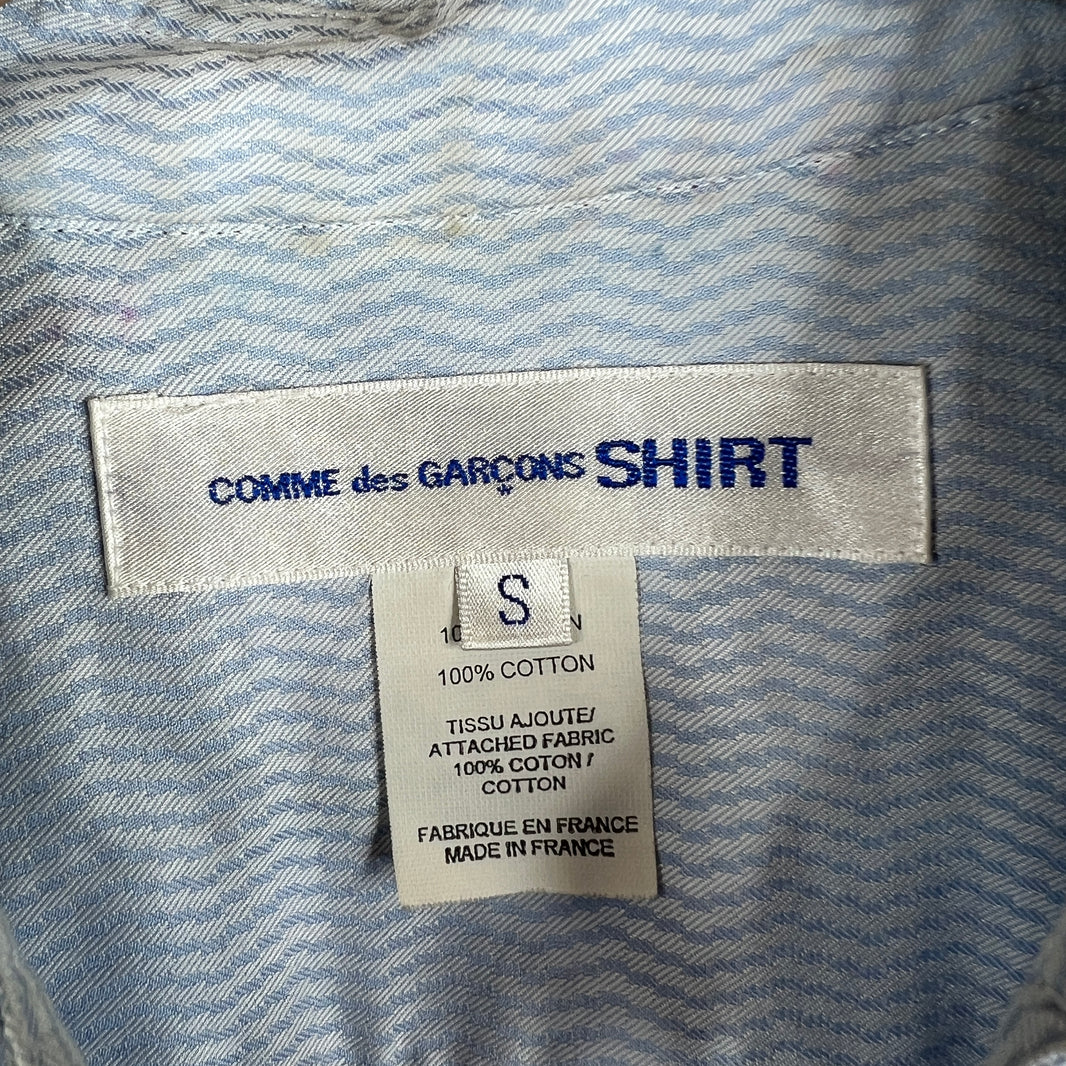 COMME des GARÇONS SHIRT
*
S
100% COTTON
TISSU AJOUTE/
ATTACHED FABRIC
100% COTON /
COTTON
FABRIQUE EN FRANCE
MADE IN FRANCE